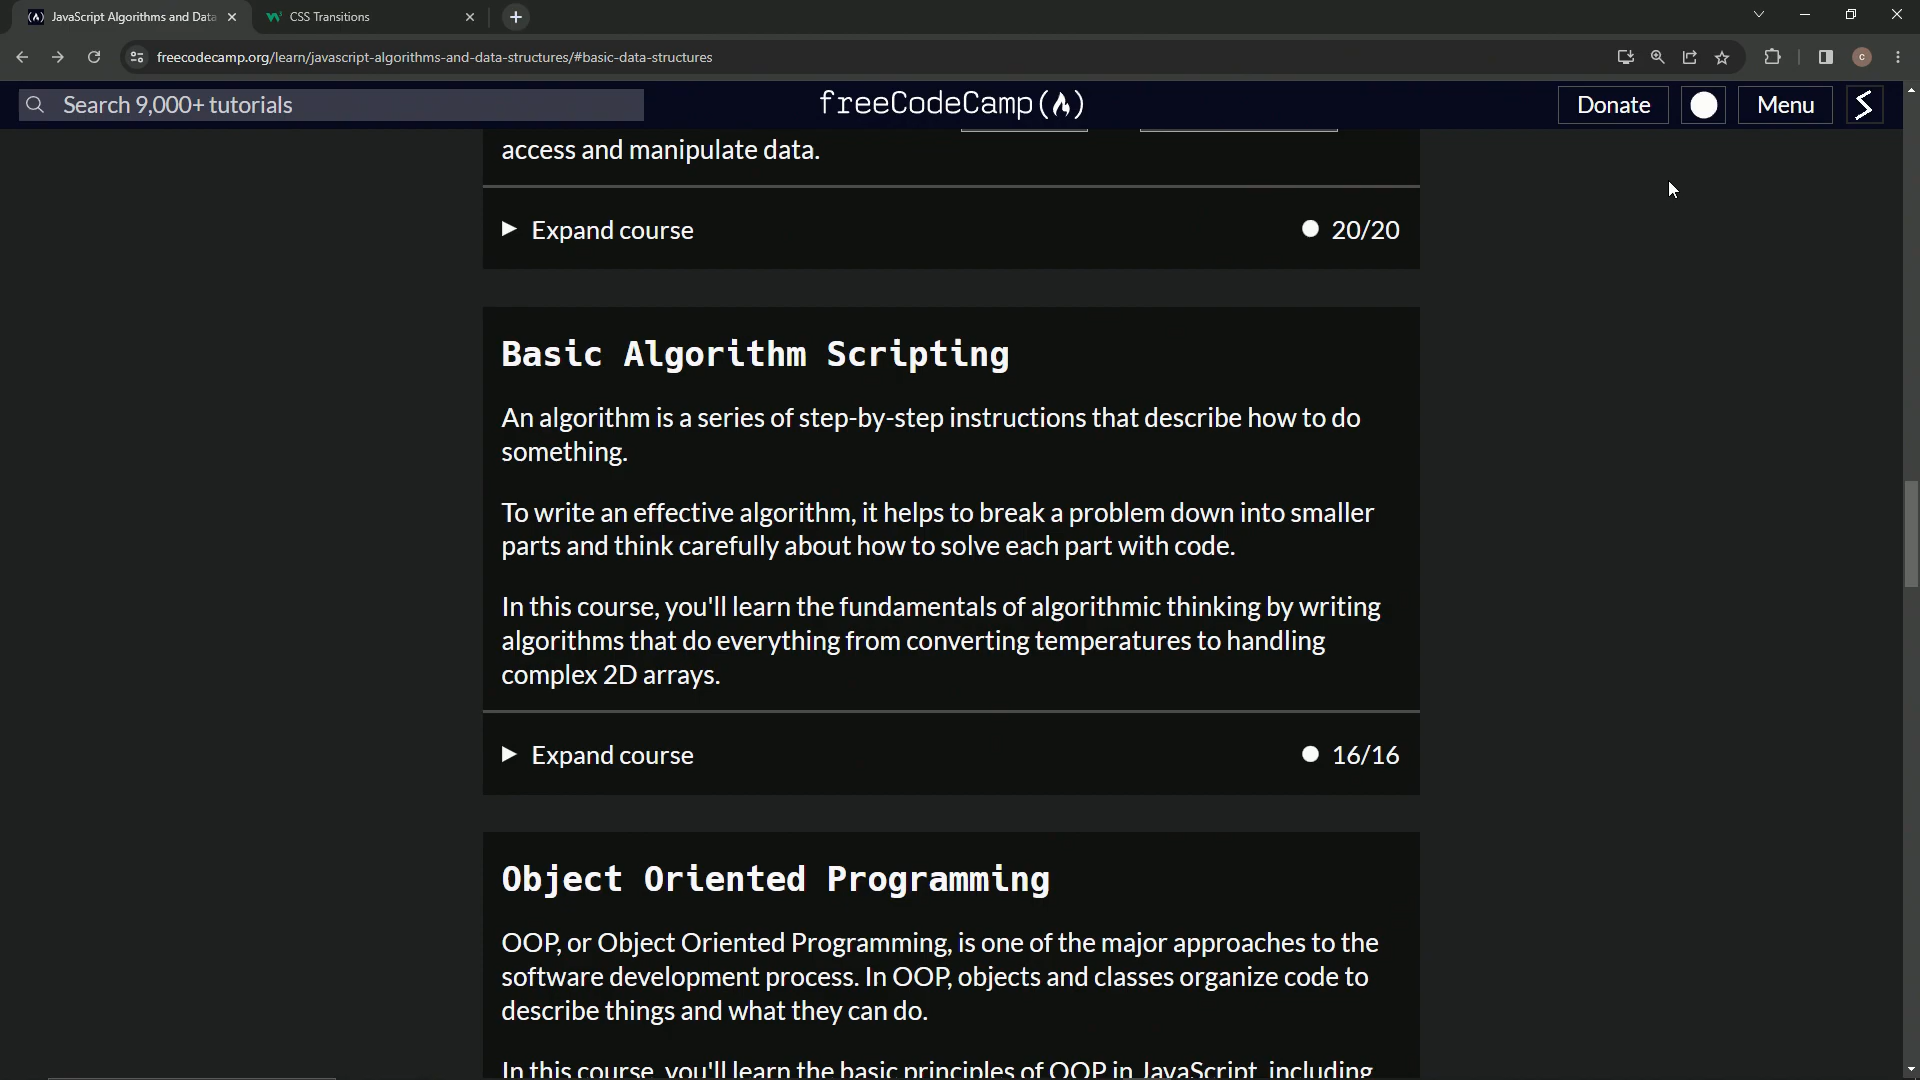 JavaScript Algorithms and Data
CSS Transitions
freecodecamp.org/learn/javascript-algorithms-and-data-structures/#basic-data-structures
C
Search 9,000+ tutorials
freeCodeCamp
Donate
Menu
access and manipulate data.
Expand course
20/20
Basic Algorithm Scripting
An algorithm is a series of step-by-step instructions that describe how to do
something.
To write an effective algorithm, it helps to break a problem down into smaller
parts and think carefully about how to solve each part with code.
In this course, you'll learn the fundamentals of algorithmic thinking by writing
algorithms that do everything from converting temperatures to handling
complex 2D arrays.
Expand course
16/16
Object Oriented Programming
OOP, or Object Oriented Programming, is one of the major approaches to the
software development process. In OOP, objects and classes organize code to
describe things and what they can do.
In this course, you'll learn the basic principles of OOP in JavaScript, including